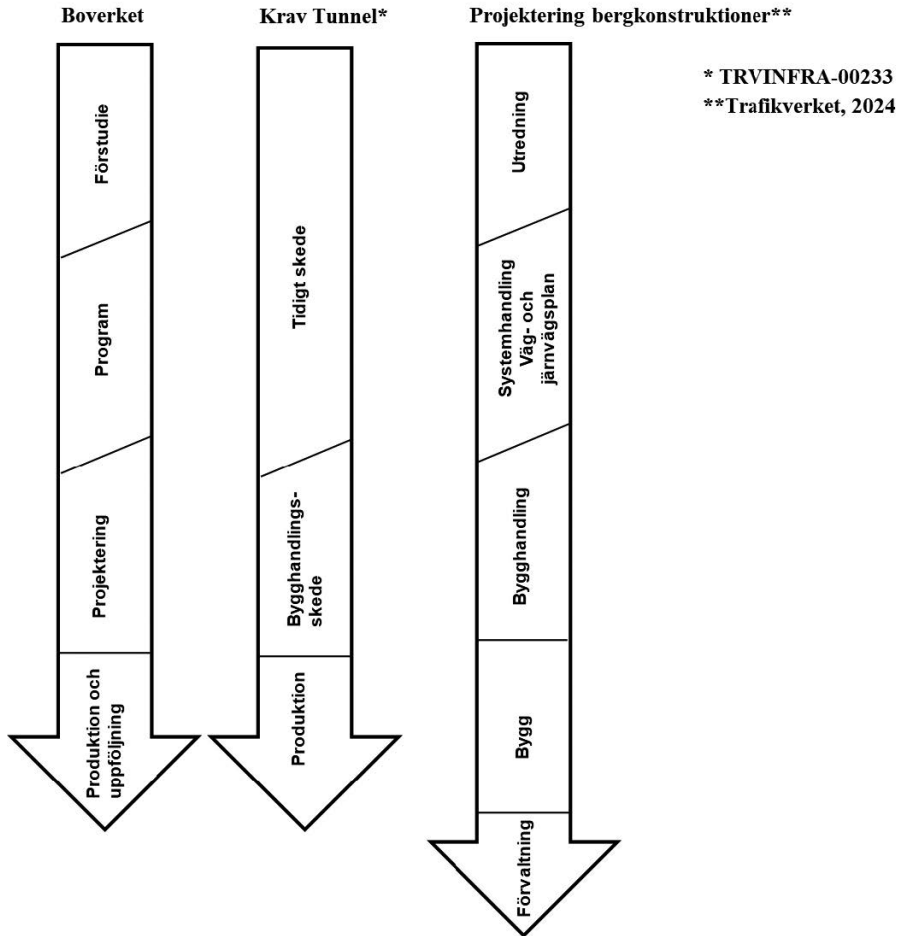 Boverket
Krav Tunnel*
Projektering bergkonstruktioner**
* TRVINFRA-00233
**Trafikverket, 2024
Förstudie
Program
Projektering
Produktion och
uppföljning
Tidigt skede
Bygghandlings-
skede
Produktion
Utredning
Systemhandling
Väg- och
järnvägsplan
Bygghandling
Bygg
Förvaltning